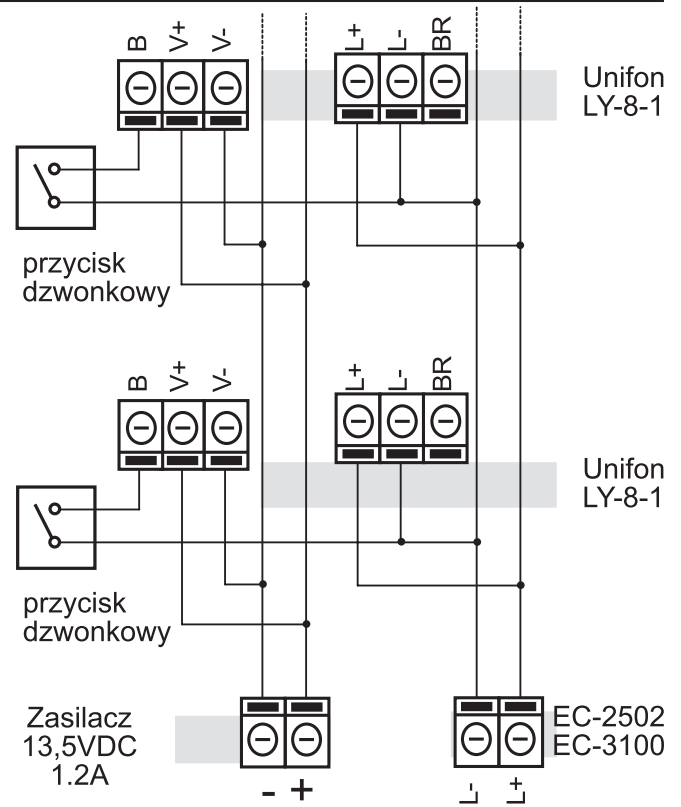 B V+ V- L+ L- BR
Unifon
LY-8-1
przycisk
dzwonkowy
B V+ V- L+ L- BR
Unifon
LY-8-1
przycisk
dzwonkowy
Zasilacz
13,5VDC
1.2A
- +
L- L+
EC-2502
EC-3100